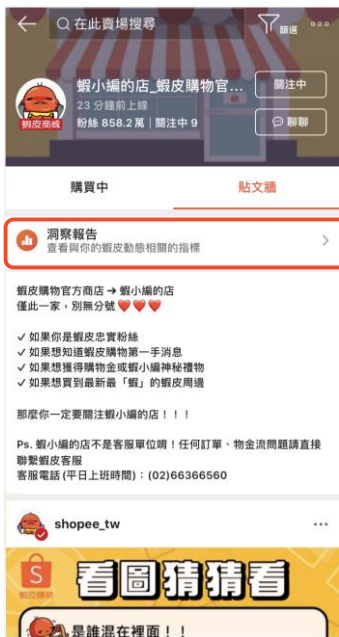 在此賣場搜尋
篩選
蝦小編的店_蝦皮購物官...
關注中
23 分鐘前上線
粉絲 858.2 萬｜關注中 9
聊聊
蝦皮商城
購買中
貼文牆
洞察報告
查看與你的蝦皮動態相關的指標
蝦皮購物官方商店 → 蝦小編的店
僅此一家，別無分號 ❤️❤️❤️
✓ 如果你是蝦皮忠實粉絲
✓ 如果想知道蝦皮購物第一手消息
✓ 如果想獲得購物金或蝦小編神秘禮物
✓ 如果想買到最新最「蝦」的蝦皮周邊
那麼你一定要關注蝦小編的店！！！
Ps. 蝦小編的店不是客服單位唷！任何訂單、物金流問題請直接
聯繫蝦皮客服
客服電話 (平日上班時間)：(02)66366560
shopee_tw
看圖猜猜看
是誰混在裡面！！